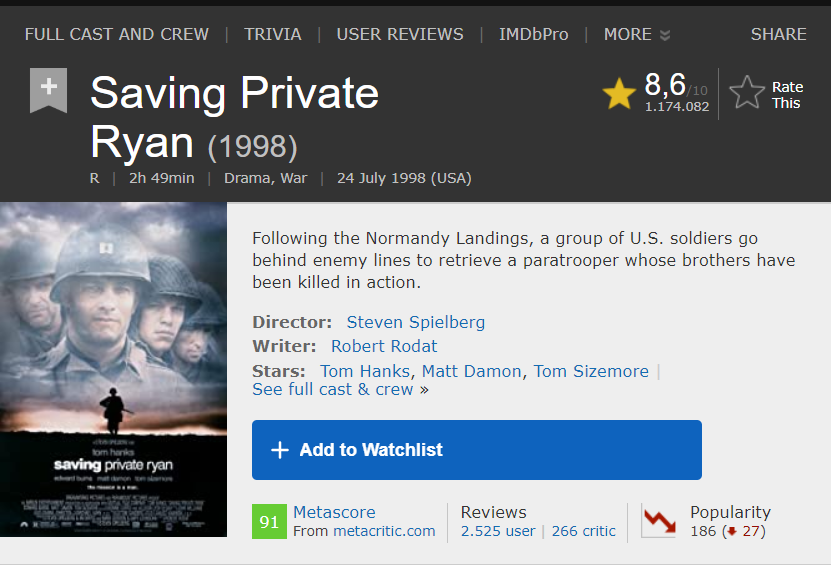 FULL CAST AND CREW | TRIVIA | USER REVIEWS | IMDbPro | MORE SHARE
Saving Private
Ryan (1998)
8,6/10
1.174.082
Rate
This
R | 2h 49min | Drama, War | 24 July 1998 (USA)
Following the Normandy Landings, a group of U.S. soldiers go
behind enemy lines to retrieve a paratrooper whose brothers have
been killed in action.
Director: Steven Spielberg
Writer: Robert Rodat
Stars: Tom Hanks, Matt Damon, Tom Sizemore |
See full cast & crew »
+ Add to Watchlist
tom hanks
saving private ryan
edward burns matt damon tom sizemore
the mission is a man.
91 Metascore
From metacritic.com
Reviews
2.525 user | 266 critic
Popularity
186 (27)